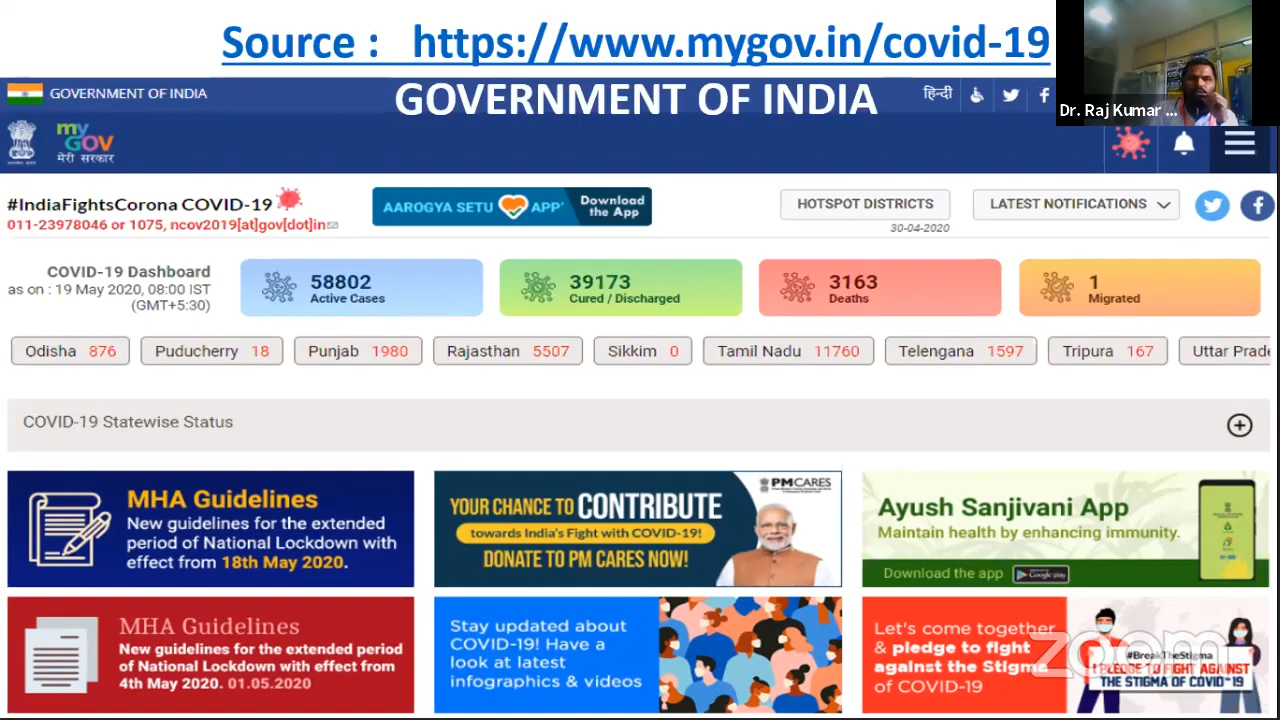 Source :   https://www.mygov.in/covid-19
GOVERNMENT OF INDIA
GOVERNMENT OF INDIA
हिन्दी
Dr. Raj Kumar ...
my
GOV
मेरी सरकार
#IndiaFightsCorona COVID-19
011-23978046 or 1075, ncov2019[at]gov[dot]in
AAROGYA SETU APP'
Download
the App
HOTSPOT DISTRICTS
30-04-2020
LATEST NOTIFICATIONS
COVID-19 Dashboard
as on : 19 May 2020, 08:00 IST
(GMT+5:30)
58802
Active Cases
39173
Cured / Discharged
3163
Deaths
1
Migrated
Odisha 876
Puducherry 18
Punjab 1980
Rajasthan 5507
Sikkim 0
Tamil Nadu 11760
Telengana 1597
Tripura 167
Uttar Prade
COVID-19 Statewise Status
MHA Guidelines
New guidelines for the extended
period of National Lockdown with
effect from 18th May 2020.
PMCARES
YOUR CHANCE TO CONTRIBUTE
towards India's Fight with COVID-19!
DONATE TO PM CARES NOW!
Ayush Sanjivani App
Maintain health by enhancing immunity.
Download the app
Google play
MHA Guidelines
New guidelines for the extended period
of National Lockdown with effect from
4th May 2020. 01.05.2020
Stay updated about
COVID-19! Have a
look at latest
infographics & videos
Let's come together
& pledge to fight
against the Stigma
of COVID-19
#BreakTheStigma
I PLEDGE TO FIGHT AGAINST
THE STIGMA OF COVID-19
zoom